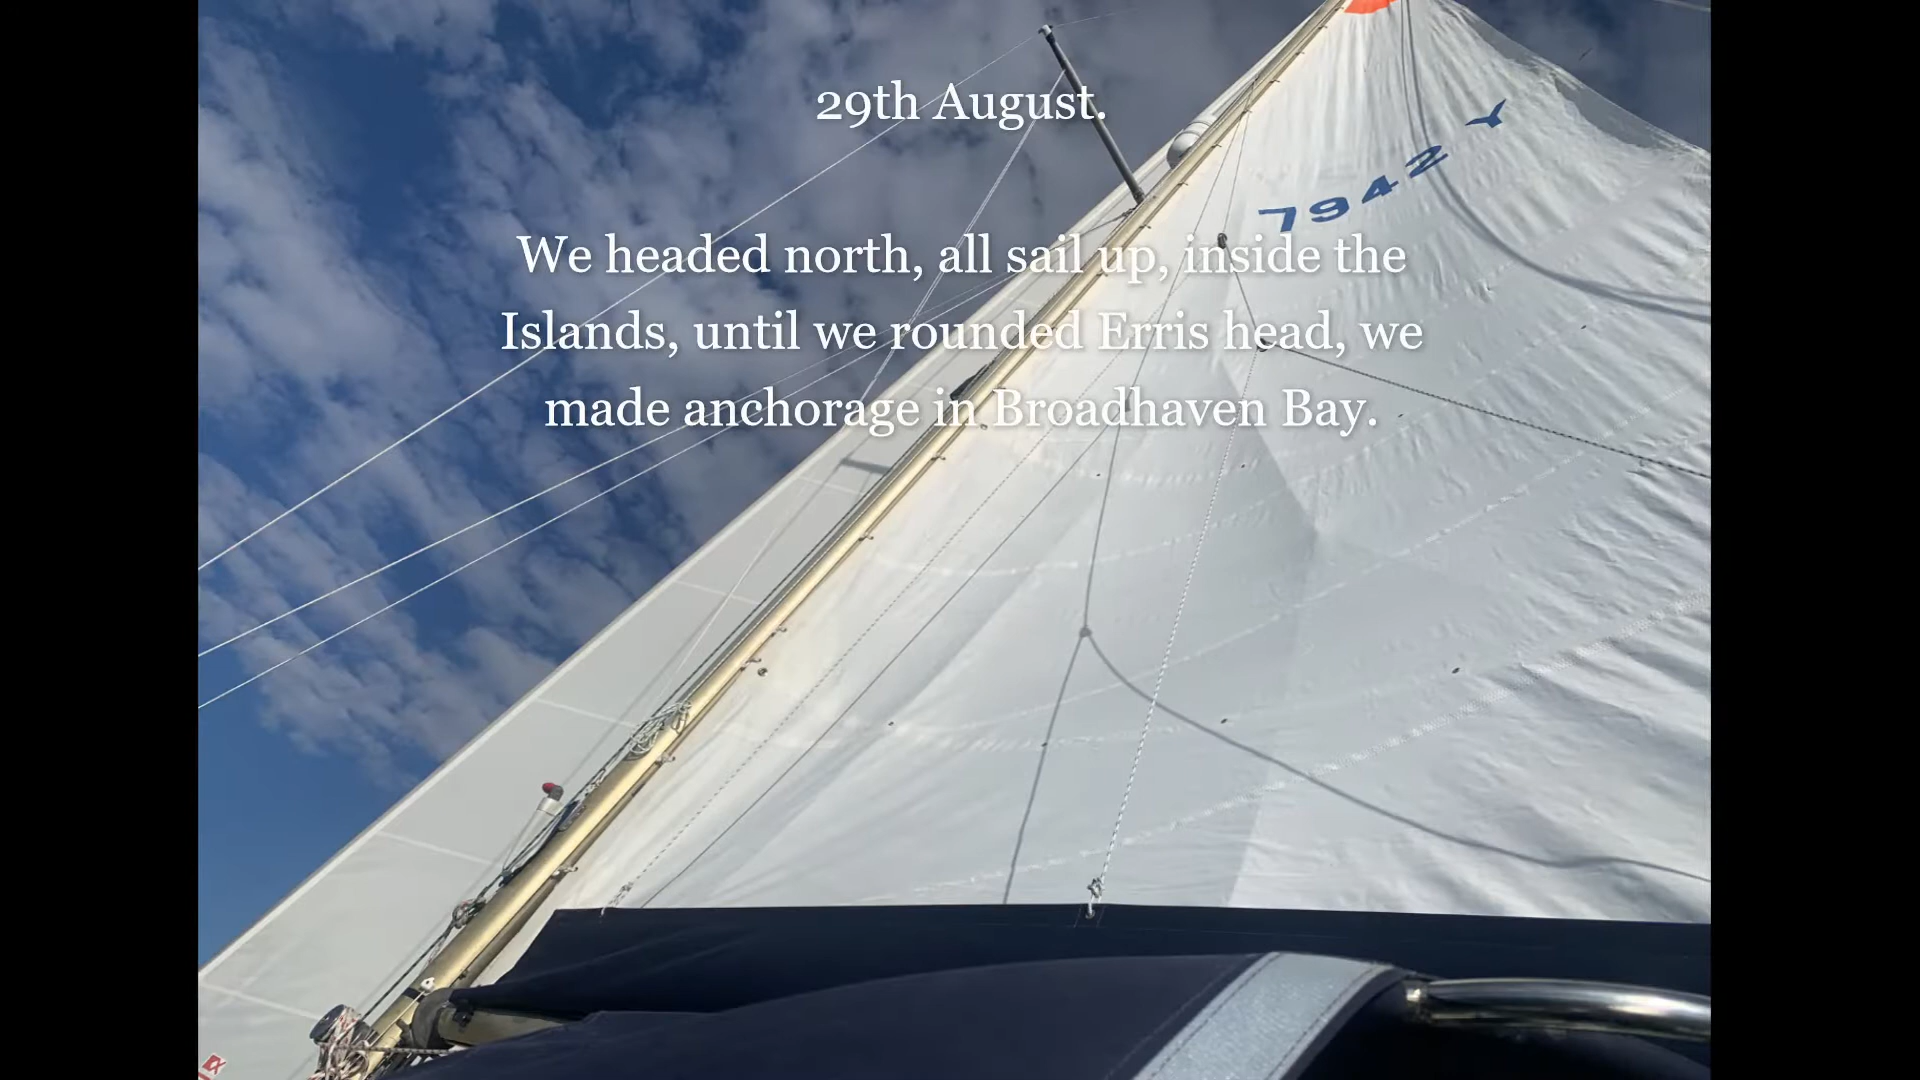 29th August.
7942 Y
We headed north, all sail up, inside the
Islands, until we rounded Erris head, we
made anchorage in Broadhaven Bay.